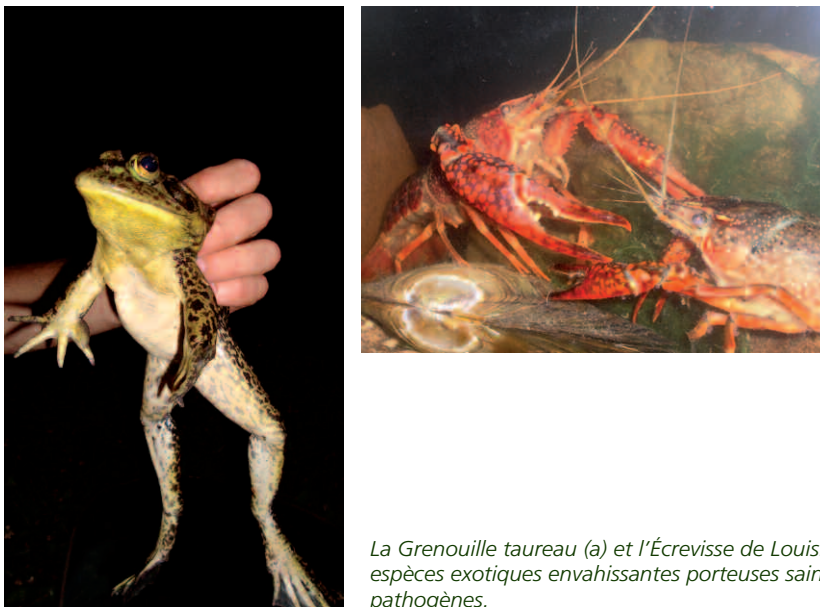 La Grenouille taureau (a) et l'Écrevisse de Louis
espèces exotiques envahissantes porteuses sain
pathogènes.